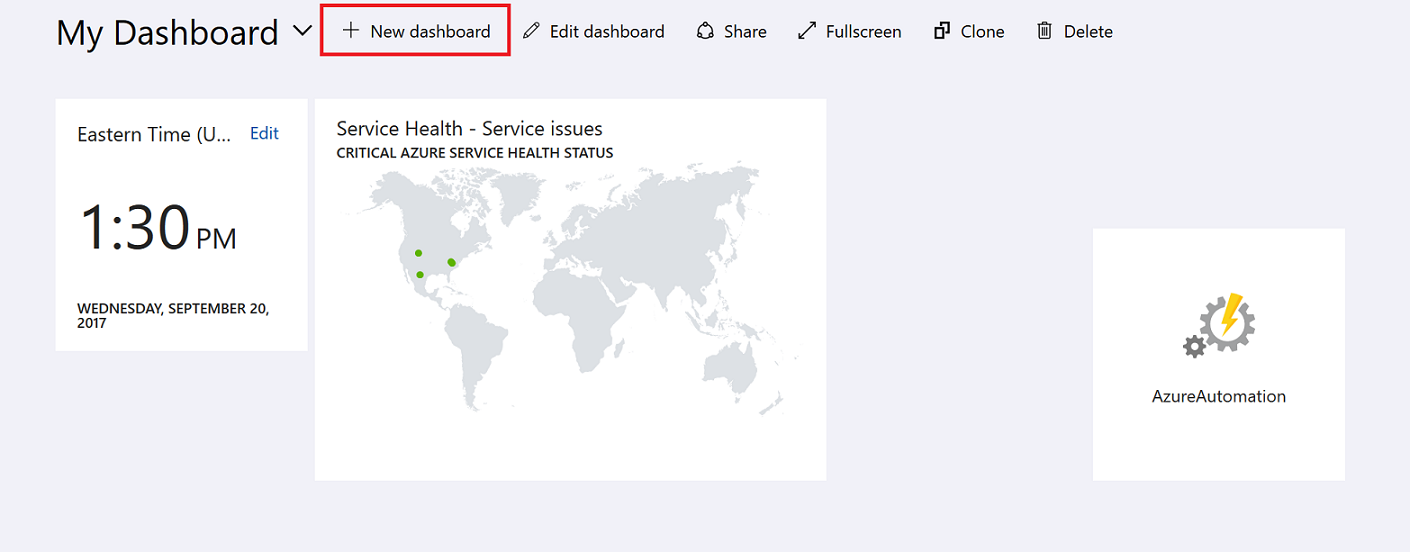 My Dashboard New dashboard Edit dashboard Share Fullscreen Clone Delete
Eastern Time (U... Edit
1:30 PM
WEDNESDAY, SEPTEMBER 20,
2017
Service Health - Service issues
CRITICAL AZURE SERVICE HEALTH STATUS
AzureAutomation